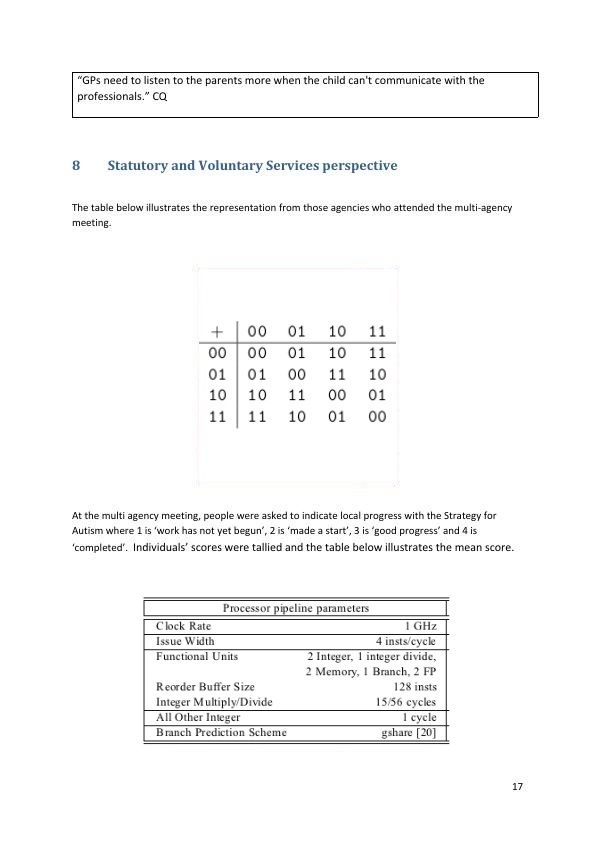 “GPs need to listen to the parents more when the child can't communicate with the
professionals.” CQ
8 Statutory and Voluntary Services perspective
The table below illustrates the representation from those agencies who attended the multi-agency
meeting.
+ 00 01 10 11
00 00 01 10 11
01 01 00 11 10
10 10 11 00 01
11 11 10 01 00
At the multi agency meeting, people were asked to indicate local progress with the Strategy for
Autism where 1 is ‘work has not yet begun’, 2 is ‘made a start’, 3 is ‘good progress’ and 4 is
‘completed’. Individuals’ scores were tallied and the table below illustrates the mean score.
Processor pipeline parameters
Clock Rate 1 GHz
Issue Width 4 insts/cycle
Functional Units 2 Integer, 1 integer divide,
2 Memory, 1 Branch, 2 FP
Reorder Buffer Size 128 insts
Integer Multiply/Divide 15/56 cycles
All Other Integer 1 cycle
Branch Prediction Scheme gshare [20]
17